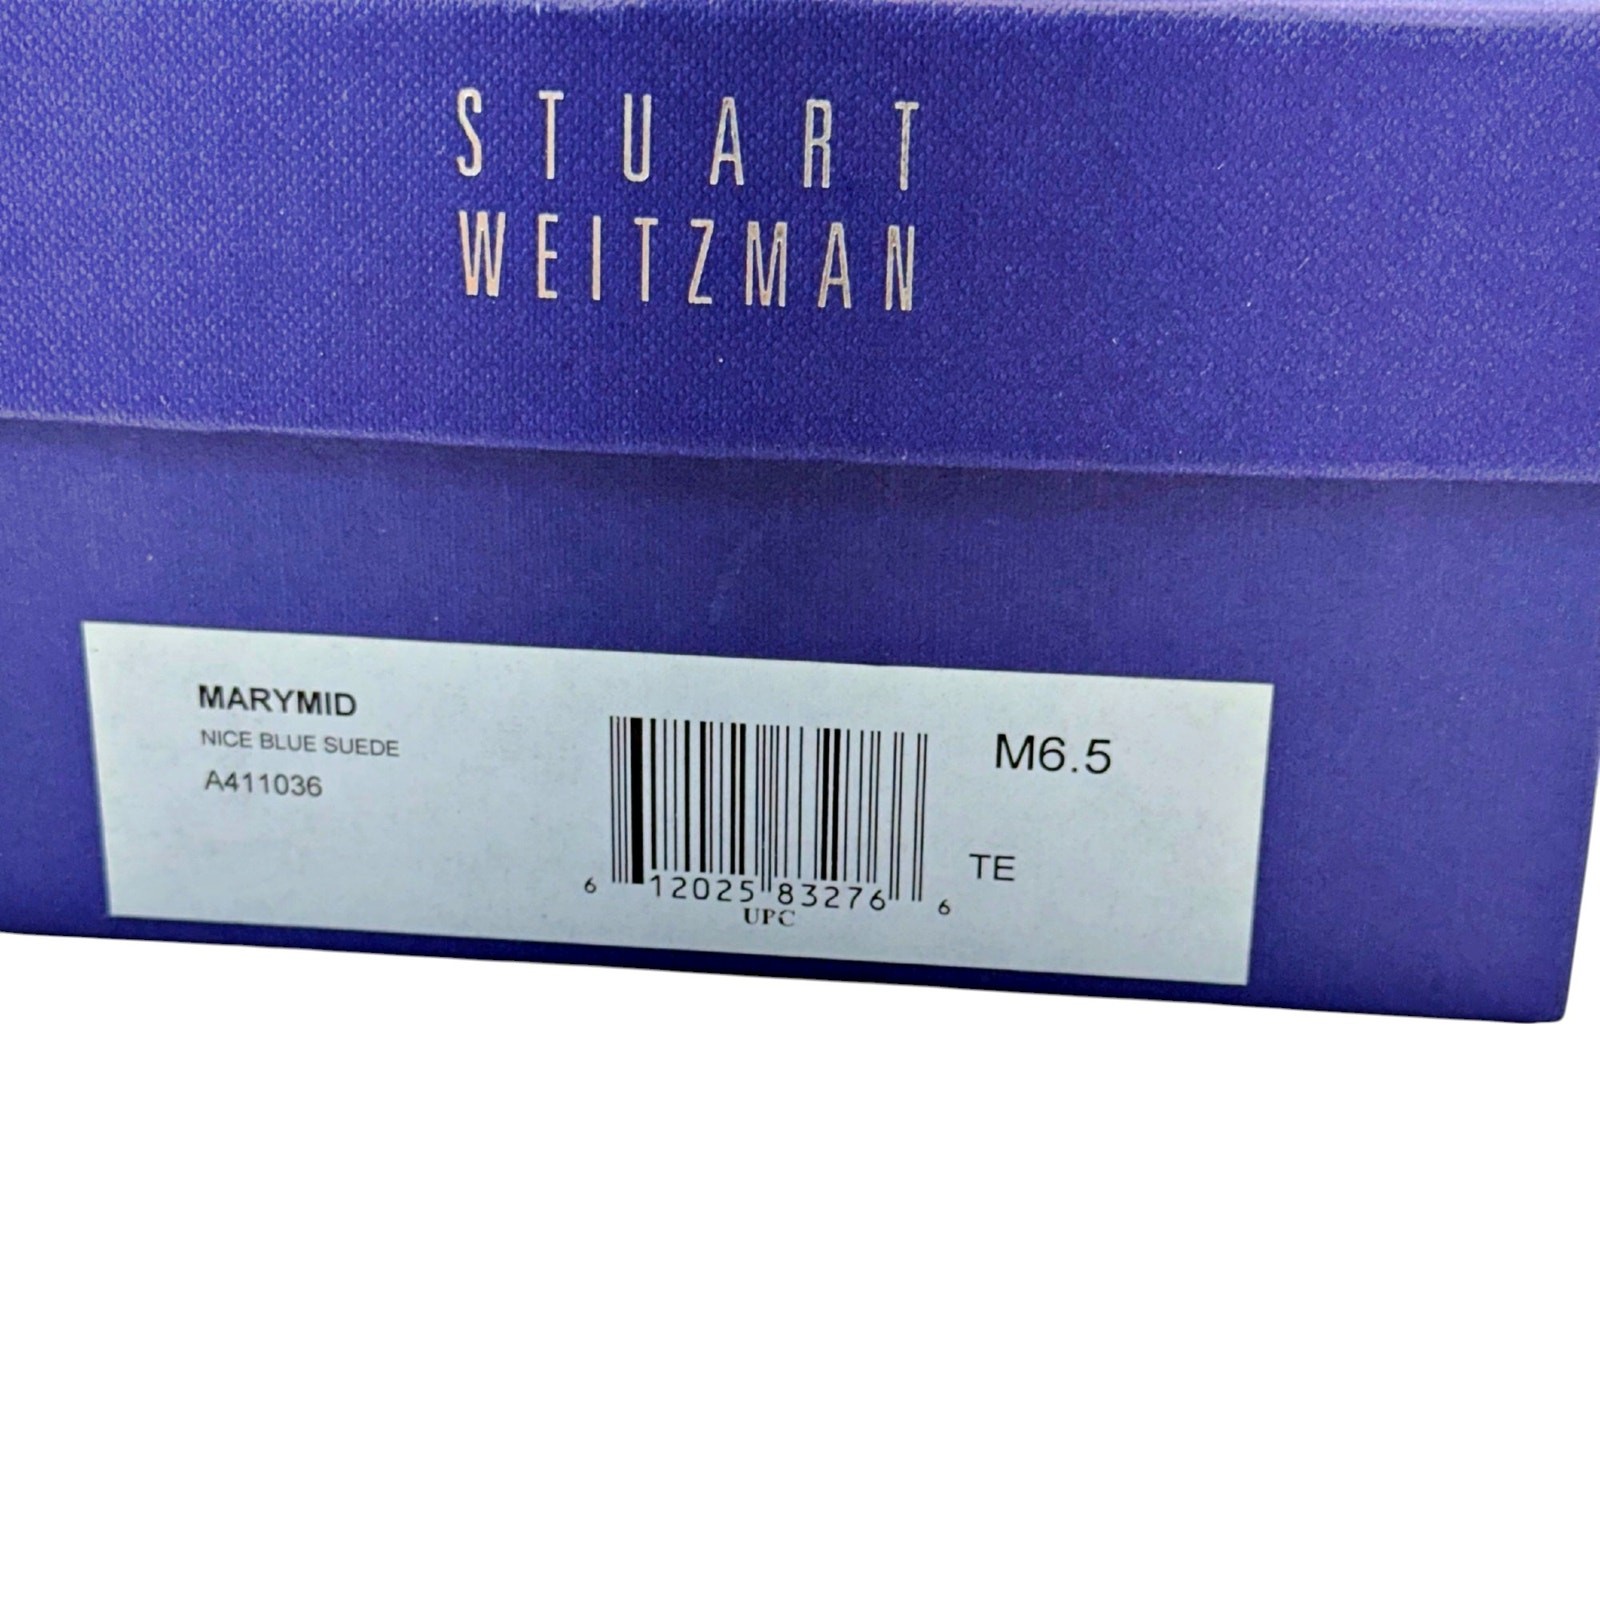 STUART
WEITZMAN
MARYMID
NICE BLUE SUEDE
A411036
M6.5
TE
6 12025 83276 6
UPC